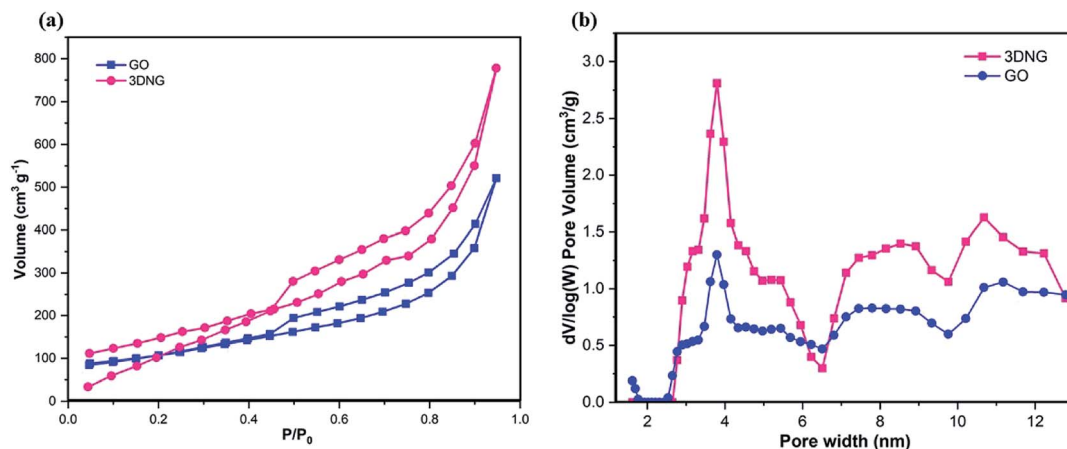 (a)
GO
3DNG
800
700
600
500
400
300
200
100
0
Volume (cm³ g⁻¹)
0.0 0.2 0.4 0.6 0.8 1.0
P/P₀
(b)
3DNG
GO
3.0
2.5
2.0
1.5
1.0
0.5
0.0
dV/log(W) Pore Volume (cm³/g)
2 4 6 8 10 12
Pore width (nm)